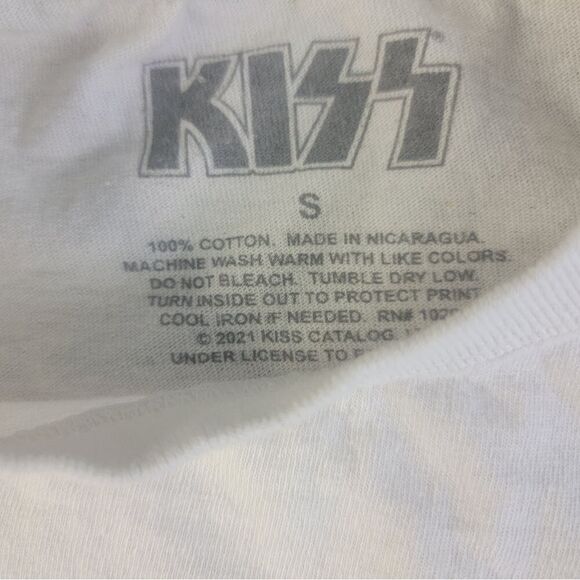 KISS
S
100% COTTON. MADE IN NICARAGUA.
MACHINE WASH WARM WITH LIKE COLORS.
DO NOT BLEACH. TUMBLE DRY LOW.
TURN INSIDE OUT TO PROTECT PRINT
COOL IRON IF NEEDED. RN#
© 2021 KISS CATALOG,
UNDER LICENSE TO